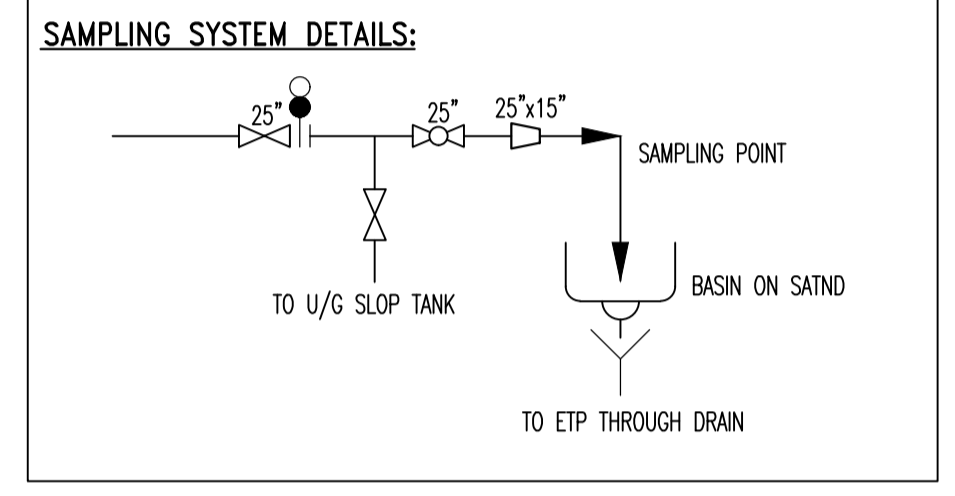 SAMPLING SYSTEM DETAILS:
25"
25"
25"x15"
SAMPLING POINT
BASIN ON SATND
TO U/G SLOP TANK
TO ETP THROUGH DRAIN